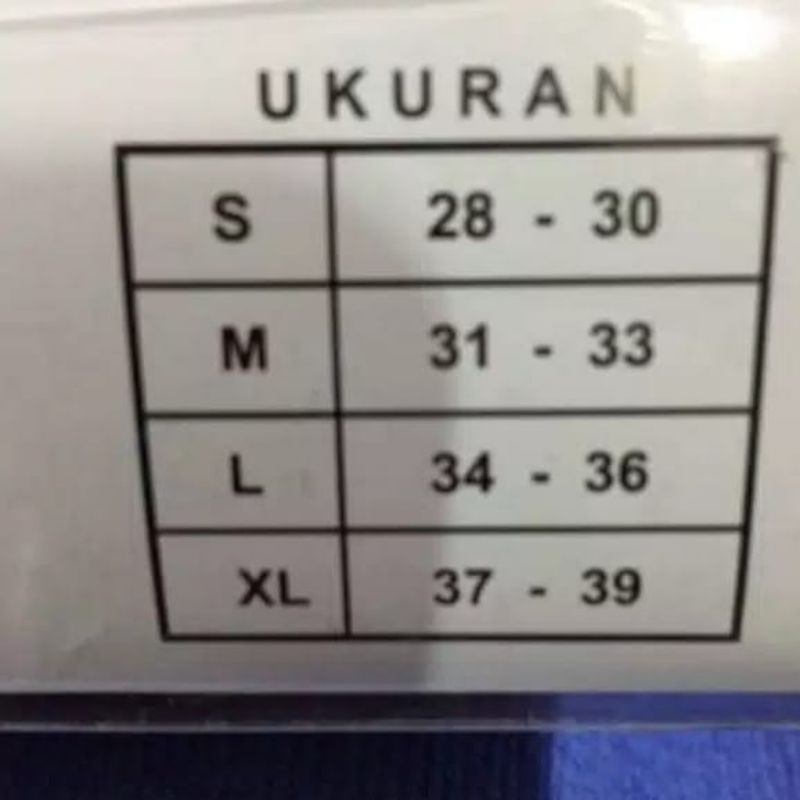 UKURAN
S 28 - 30
M 31 - 33
L 34 - 36
XL 37 - 39